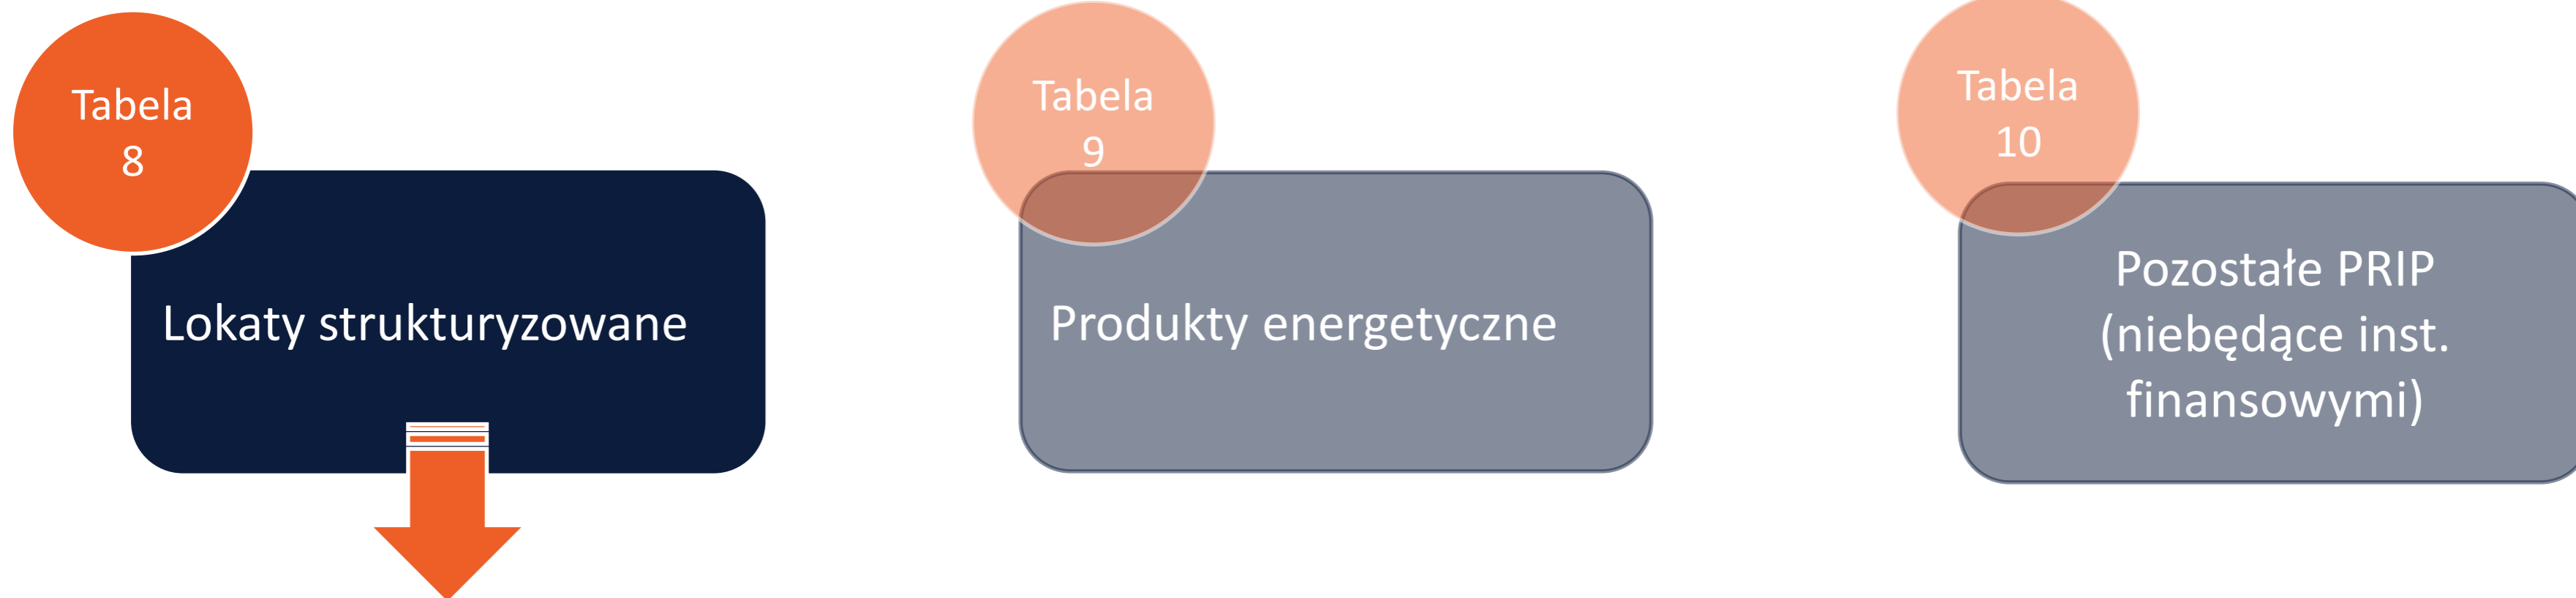 Tabela
8
Lokaty strukturyzowane
Tabela
9
Produkty energetyczne
Tabela
10
Pozostałe PRIP
(niebędące inst.
finansowymi)